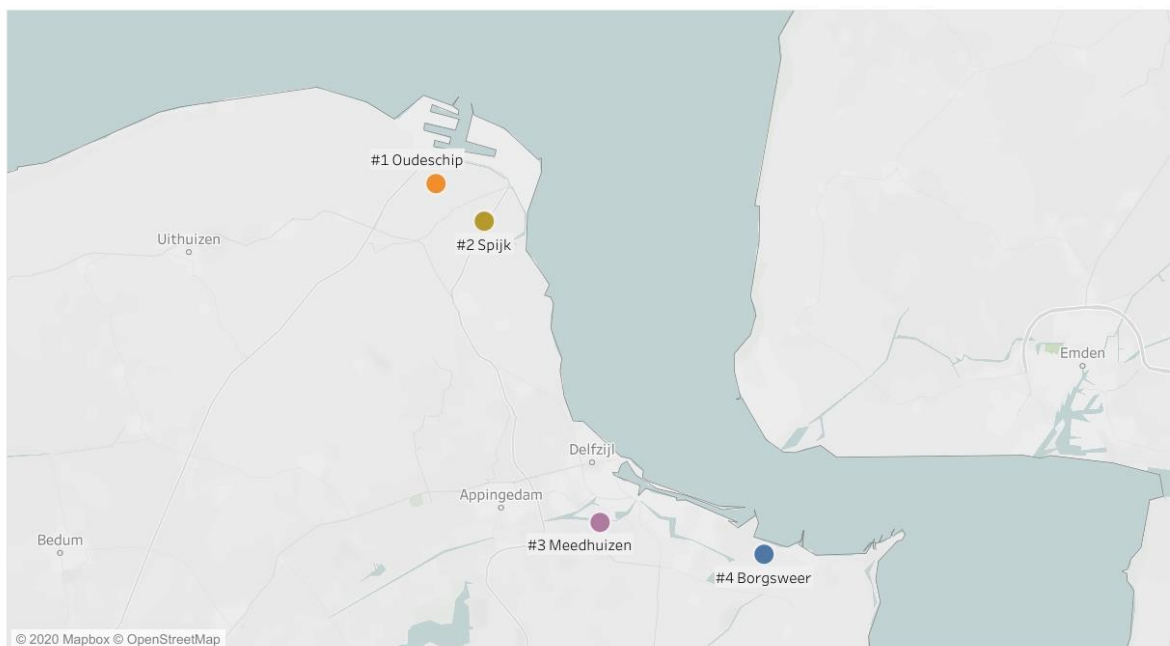 #1 Oudeschip
Uithuizen
#2 Spijk
Emden
Delfzijl
Appingedam
Bedum
#3 Meedhuizen
#4 Borgsweer
© 2020 Mapbox © OpenStreetMap